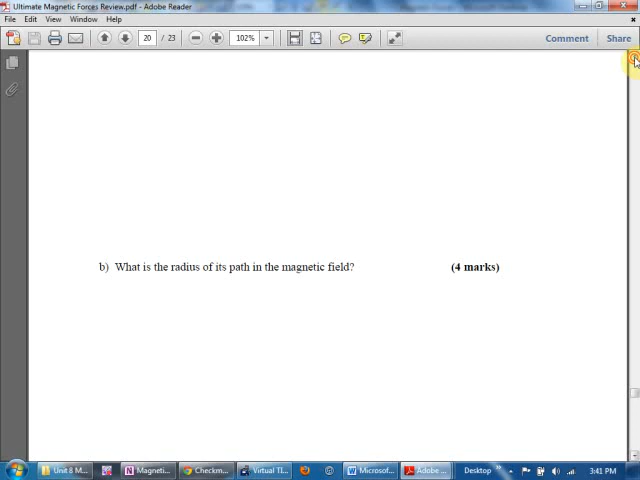 Ultimate Magnetic Forces Review.pdf - Adobe Reader
File Edit View Window Help
20 / 23 102% Comment Share
b) What is the radius of its path in the magnetic field? (4 marks)
Unit 8 M... Magneti... Checkm... Virtual TI... Microsof... Adobe ... Desktop 3:41 PM